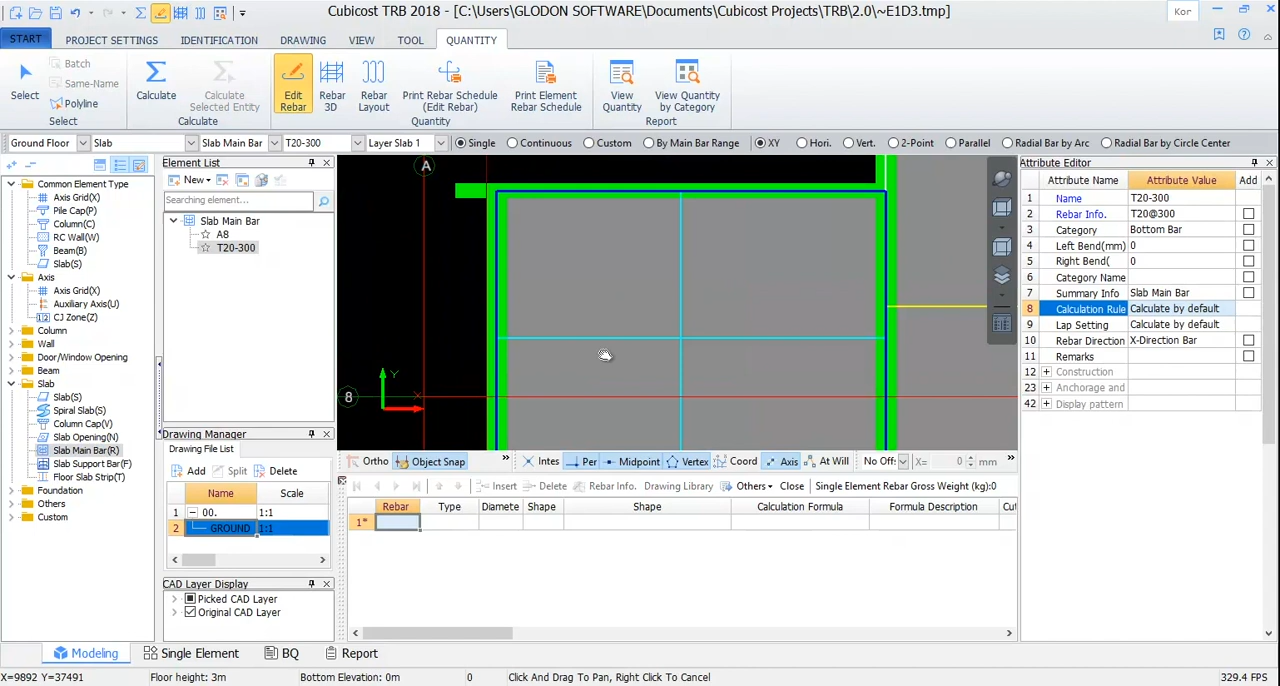 Cubicost TRB 2018 - [C:\Users\GLODON SOFTWARE\Documents\Cubicost Projects\TRB\2.0\~E1D3.tmp]
Kor
START PROJECT SETTINGS IDENTIFICATION DRAWING VIEW TOOL QUANTITY
Select
Batch
Same-Name
Polyline
Select
Calculate
Calculate Selected Entity
Calculate
Edit Rebar
Rebar 3D
Rebar Layout
Print Rebar Schedule (Edit Rebar)
Print Element Rebar Schedule
Quantity
View Quantity
View Quantity by Category
Report
Ground Floor Slab Slab Main Bar T20-300 Layer Slab 1 Single Continuous Custom By Main Bar Range XY Hori. Vert. 2-Point Parallel Radial Bar by Arc Radial Bar by Circle Center
Common Element Type
Axis Grid(X)
Pile Cap(P)
Column(C)
RC Wall(W)
Beam(B)
Slab(S)
Axis
Axis Grid(X)
Auxiliary Axis(U)
CJ Zone(Z)
Column
Wall
Door/Window Opening
Beam
Slab
Slab(S)
Spiral Slab(S)
Column Cap(V)
Slab Opening(N)
Slab Main Bar(R)
Slab Support Bar(F)
Floor Slab Strip(T)
Foundation
Others
Custom
Element List
New
Searching element...
Slab Main Bar
A8
T20-300
Drawing Manager
Drawing File List
Add Split Delete
Name Scale
1 00. 1:1
2 GROUND 1:1
CAD Layer Display
Picked CAD Layer
Original CAD Layer
A
8
Y
Attribute Editor
Attribute Name Attribute Value Add
1 Name T20-300
2 Rebar Info. T20@300
3 Category Bottom Bar
4 Left Bend(mm) 0
5 Right Bend( 0
6 Category Name
7 Summary Info Slab Main Bar
8 Calculation Rule Calculate by default
9 Lap Setting Calculate by default
10 Rebar Direction X-Direction Bar
11 Remarks
12 Construction
23 Anchorage and
42 Display pattern
Ortho Object Snap » Intes Per Midpoint Vertex Coord Axis At Will No Off: X= 0 mm »
Insert Delete Rebar Info. Drawing Library Others Close Single Element Rebar Gross Weight (kg):0
Rebar Type Diamete Shape Shape Calculation Formula Formula Description Cu
1*
Modeling Single Element BQ Report
X=9892 Y=37491 Floor height: 3m Bottom Elevation: 0m 0 Click And Drag To Pan, Right Click To Cancel 329.4 FPS